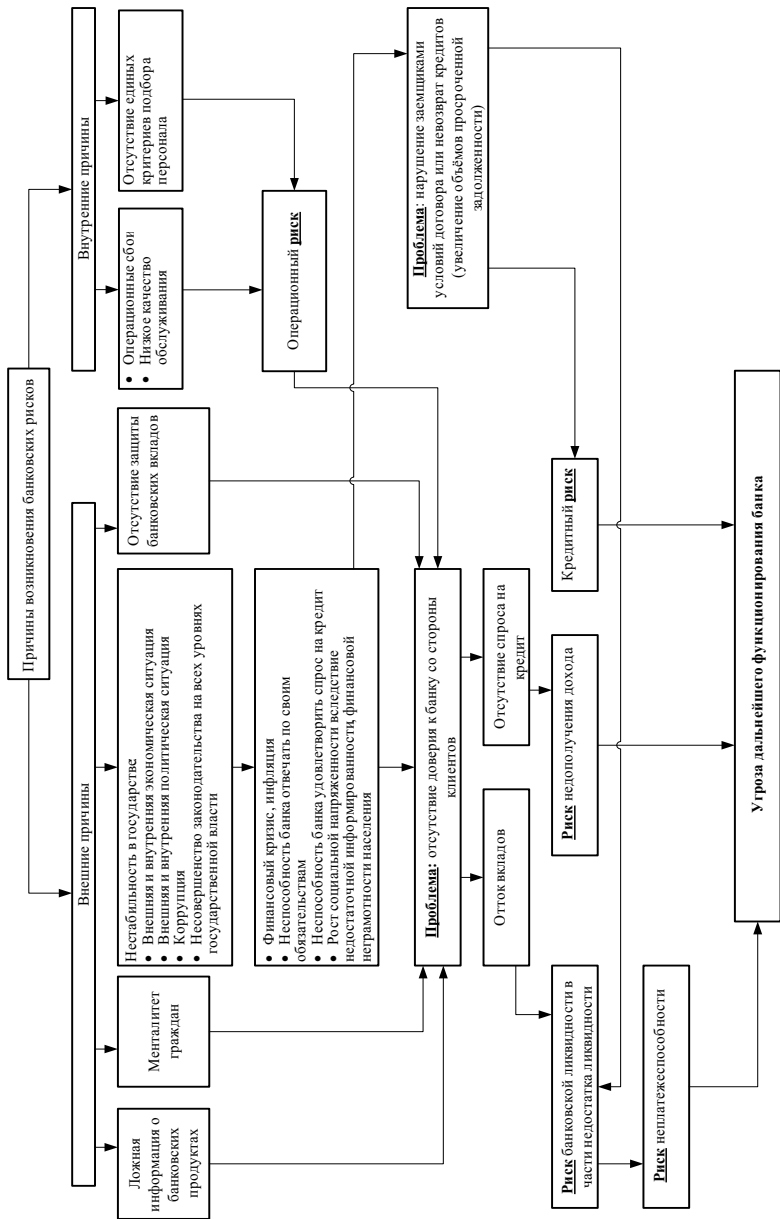 Причины возникновения банковских рисков
Внешние причины
Внутренние причины
Ложная
информация о
банковских
продуктах
Менталитет
граждан
Нестабильность в государстве
• Внешняя и внутренняя экономическая ситуация
• Внешняя и внутренняя политическая ситуация
• Коррупция
• Несовершенство законодательства на всех уровнях
государственной власти
Отсутствие защиты
банковских вкладов
• Операционные сбои
• Низкое качество
обслуживания
Отсутствие единых
критериев подбора
персонала
• Финансовый кризис, инфляция
• Неспособность банка отвечать по своим
обязательствам
• Неспособность банка удовлетворить спрос на кредит
• Рост социальной напряженности вследствие
недостаточной информированности, финансовой
неграмотности населения
Операционный риск
Проблема: отсутствие доверия к банку со стороны
клиентов
Проблема: нарушение заемщиками
условий договора или невозврат кредитов
(увеличение объёмов просроченной
задолженности)
Отток вкладов
Отсутствие спроса на
кредит
Риск банковской ликвидности в
части недостатка ликвидности
Риск недополучения дохода
Кредитный риск
Риск неплатежеспособности
Угроза дальнейшего функционирования банка